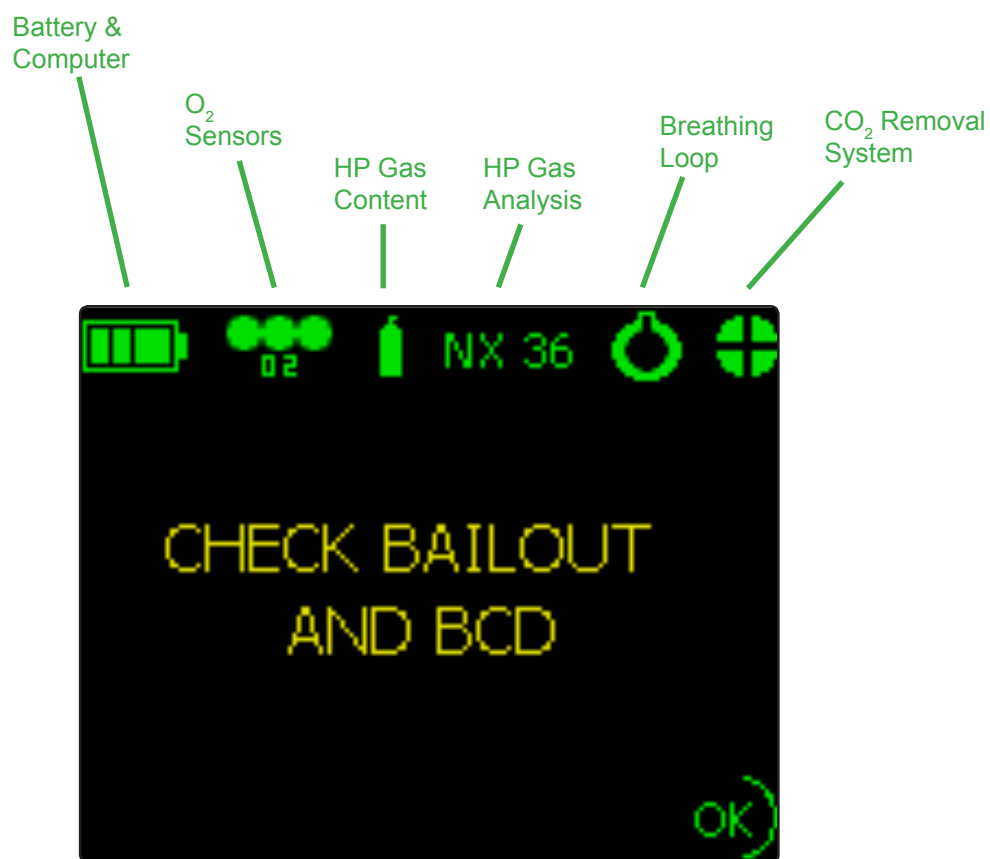 Battery &
Computer
O₂
Sensors
HP Gas
Content
HP Gas
Analysis
Breathing
Loop
CO₂ Removal
System
02
NX 36
CHECK BAILOUT
AND BCD
OK